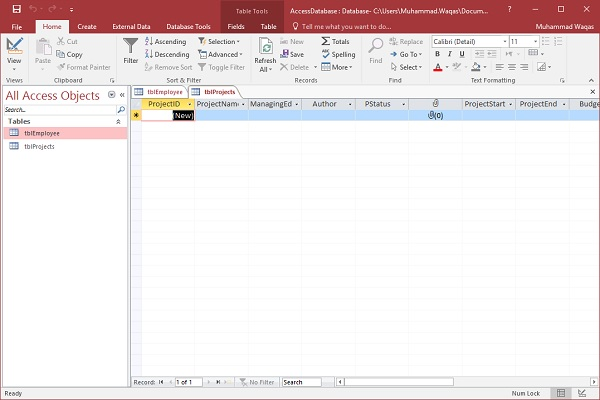 Table Tools
AccessDatabase : Database- C:\Users\Muhammad.Waqas\Docum...
?
File
Home
Create
External Data
Database Tools
Fields
Table
Tell me what you want to do...
Muhammad Waqas
View
Views
Paste
Cut
Copy
Format Painter
Clipboard
Filter
Ascending
Descending
Remove Sort
Selection
Advanced
Toggle Filter
Sort & Filter
Refresh
All
New
Save
Delete
Totals
Spelling
More
Records
Find
Replace
Go To
Select
Find
Calibri (Detail)
11
B I U
A
Text Formatting
All Access Objects
Search...
Tables
tblEmployee
tblProjects
tblEmployee
tblProjects
ProjectID
ProjectNam
ManagingEd
Author
PStatus
ProjectStart
ProjectEnd
Budge
(New)
(0)
Record:
1 of 1
No Filter
Search
Ready
Num Lock